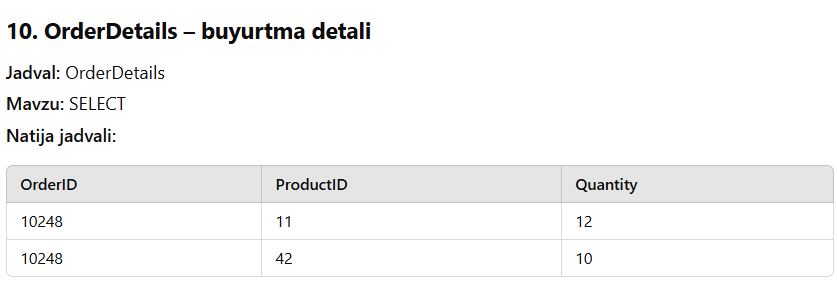 10. OrderDetails – buyurtma detali
Jadval: OrderDetails
Mavzu: SELECT
Natija jadvali:
OrderID ProductID Quantity
10248 11 12
10248 42 10